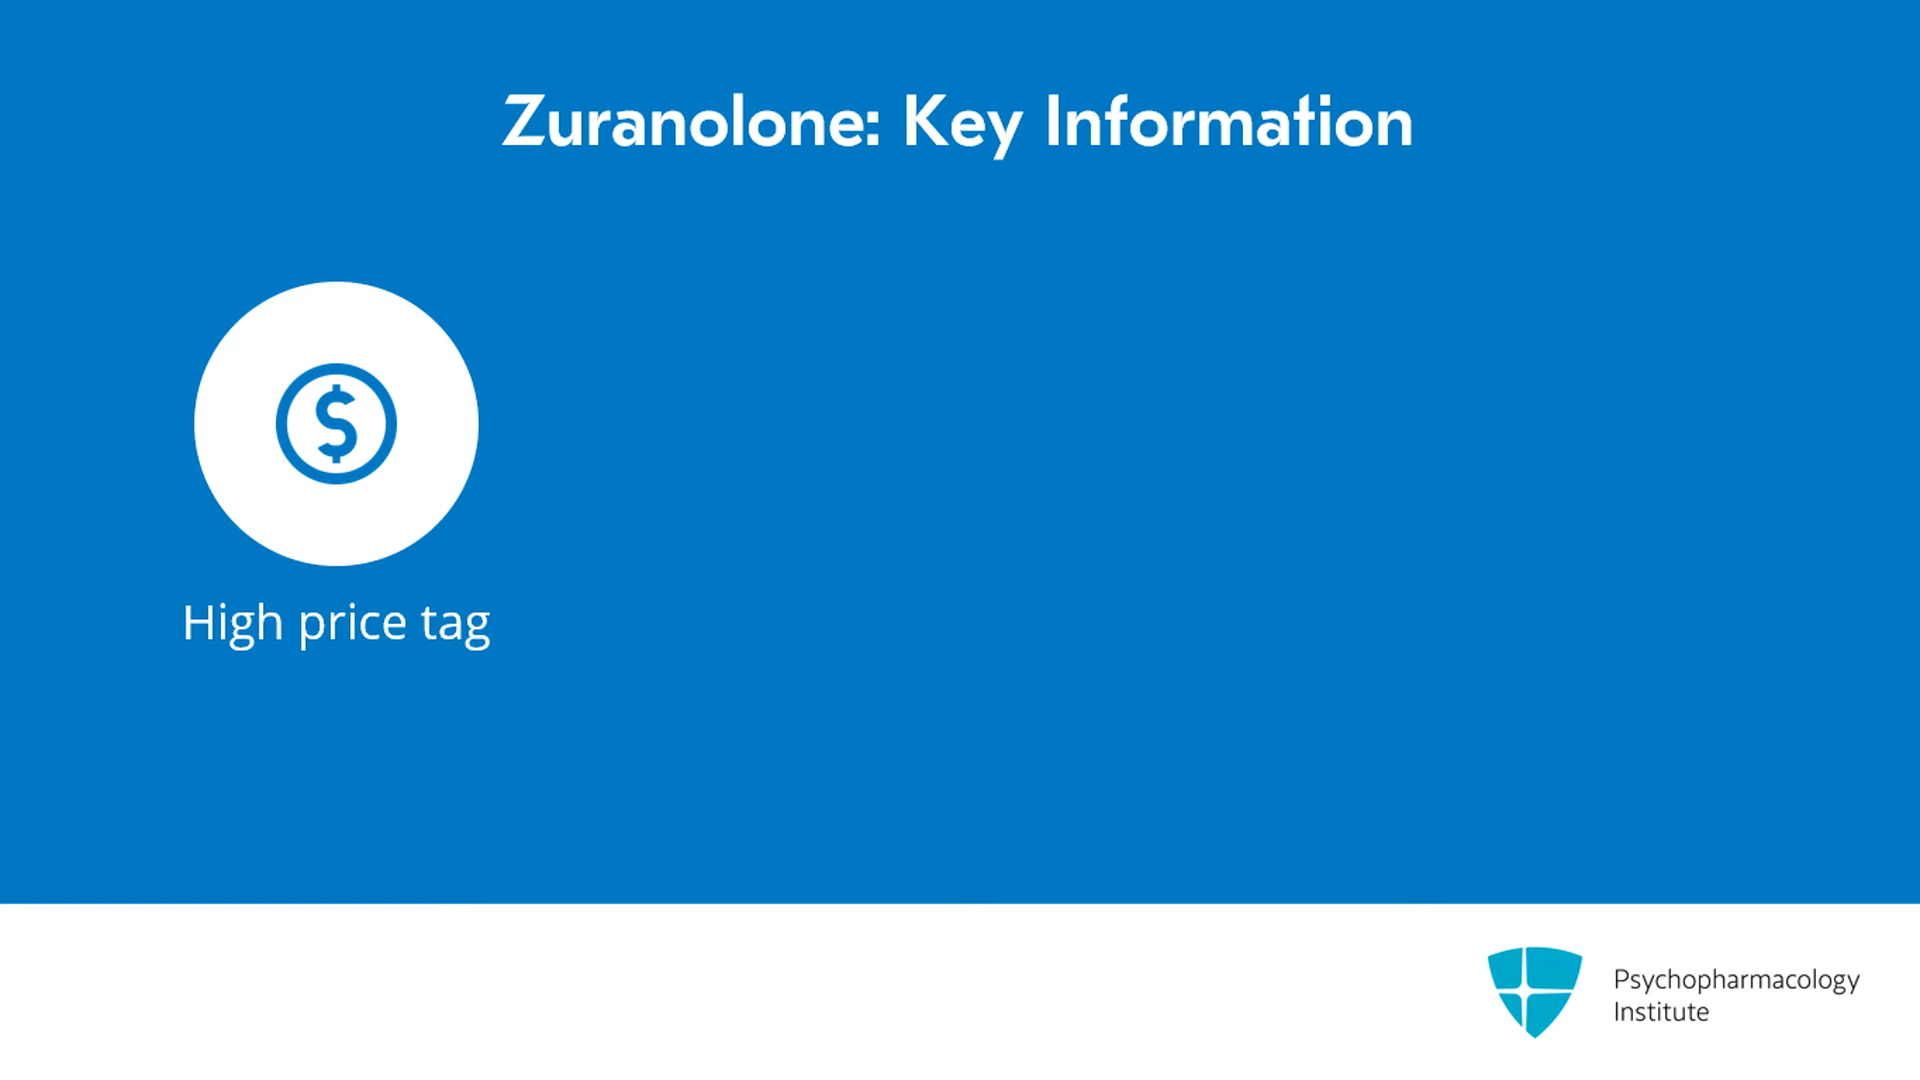 Zuranolone: Key Information
$
High price tag
Psychopharmacology
Institute